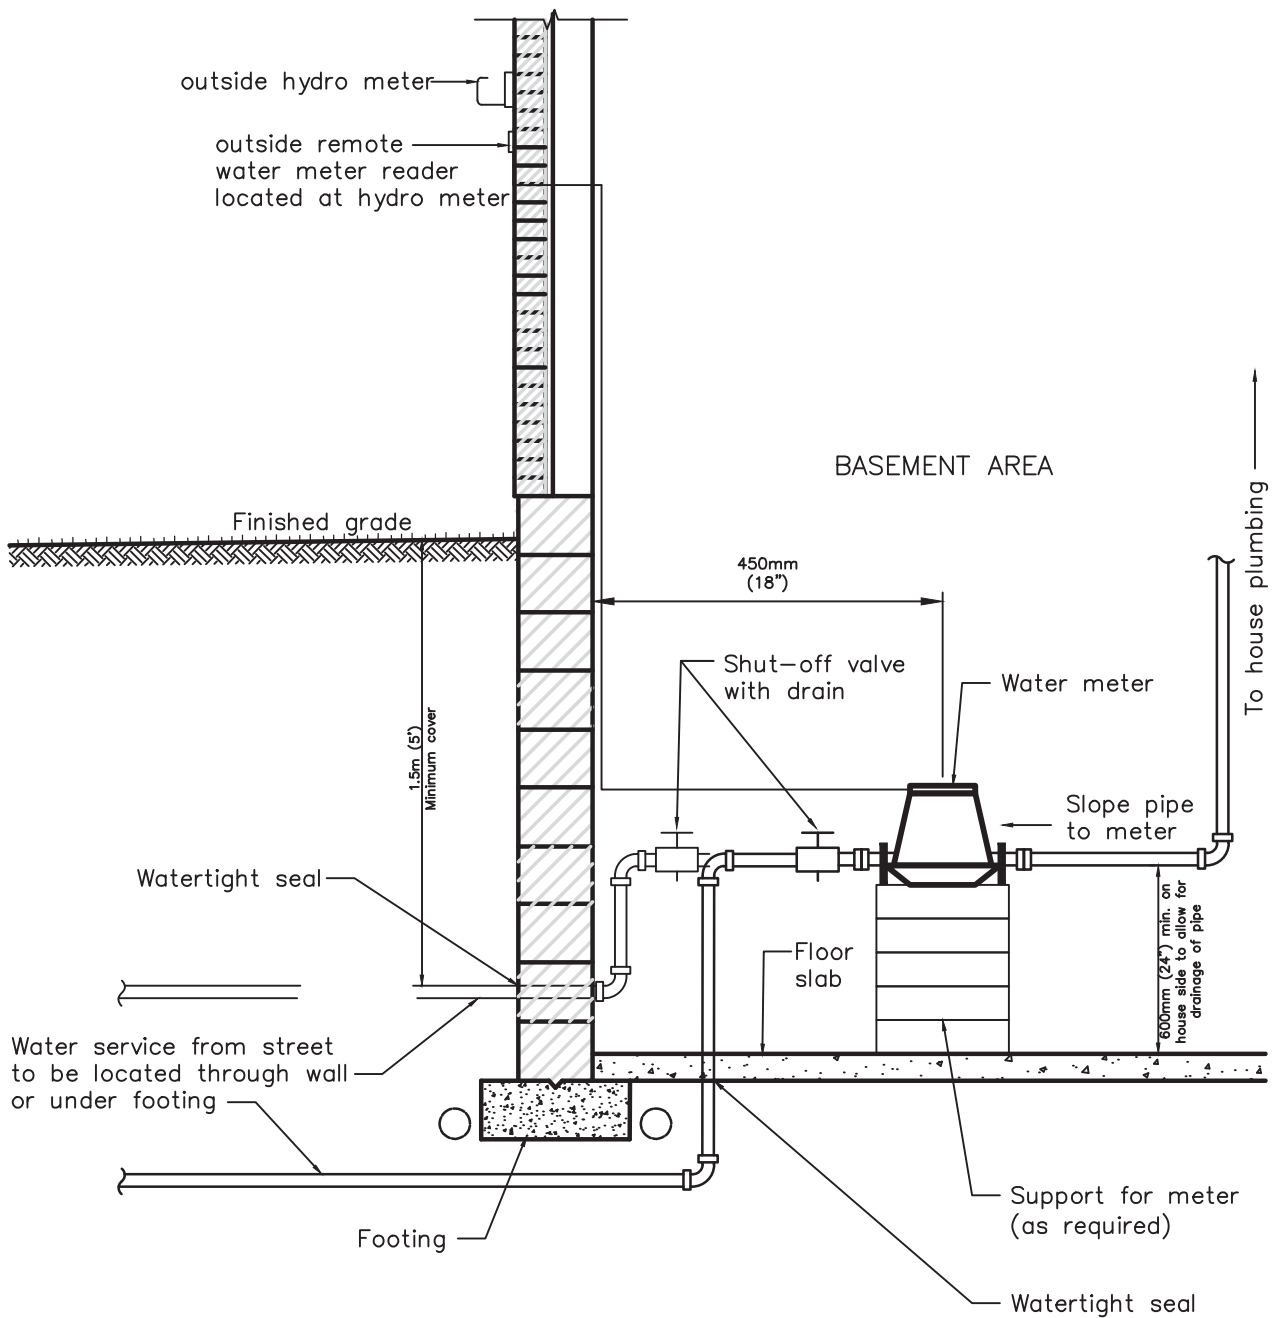 outside hydro meter
outside remote
water meter reader
located at hydro meter
BASEMENT AREA
To house plumbing
Finished grade
450mm
(18")
Shut-off valve
with drain
Water meter
1.5m (5')
Minimum cover
Slope pipe
to meter
Watertight seal
600mm (24") min. on
house side to allow for
drainage of pipe
Floor
slab
Water service from street
to be located through wall
or under footing
Support for meter
(as required)
Footing
Watertight seal